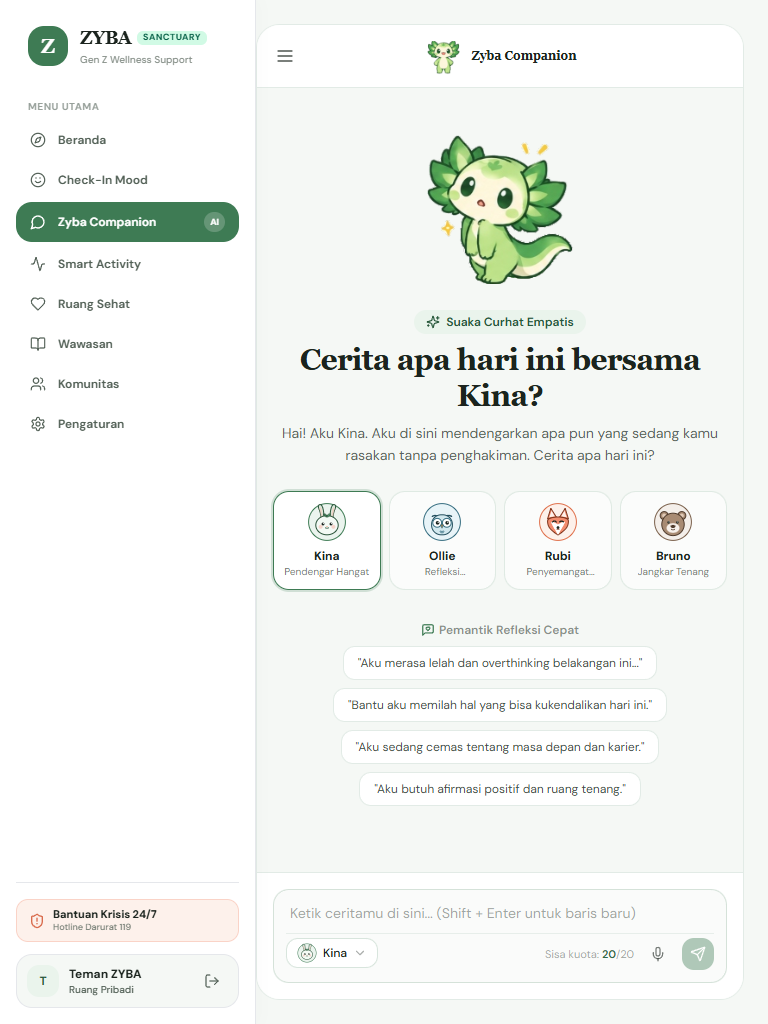 Z
ZYBA SANCTUARY
Gen Z Wellness Support
MENU UTAMA
Beranda
Check-In Mood
Zyba Companion AI
Smart Activity
Ruang Sehat
Wawasan
Komunitas
Pengaturan
Bantuan Krisis 24/7
Hotline Darurat 119
T
Teman ZYBA
Ruang Pribadi
Zyba Companion
Suaka Curhat Empatis
Cerita apa hari ini bersama
Kina?
Hai! Aku Kina. Aku di sini mendengarkan apa pun yang sedang kamu
rasakan tanpa penghakiman. Cerita apa hari ini?
Kina
Pendengar Hangat
Ollie
Refleksi...
Rubi
Penyemangat...
Bruno
Jangkar Tenang
Pemantik Refleksi Cepat
"Aku merasa lelah dan overthinking belakangan ini..."
"Bantu aku memilah hal yang bisa kukendalikan hari ini."
"Aku sedang cemas tentang masa depan dan karier."
"Aku butuh afirmasi positif dan ruang tenang."
Ketik ceritamu di sini... (Shift + Enter untuk baris baru)
Kina
Sisa kuota: 20/20